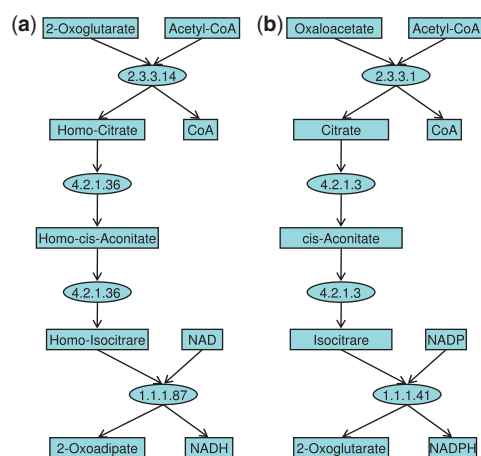 (a) 2-Oxoglutarate Acetyl-CoA
2.3.3.14
Homo-Citrate CoA
4.2.1.36
Homo-cis-Aconitate
4.2.1.36
Homo-Isocitrare NAD
1.1.1.87
2-Oxoadipate NADH
(b) Oxaloacetate Acetyl-CoA
2.3.3.1
Citrate CoA
4.2.1.3
cis-Aconitate
4.2.1.3
Isocitrare NADP
1.1.1.41
2-Oxoglutarate NADPH